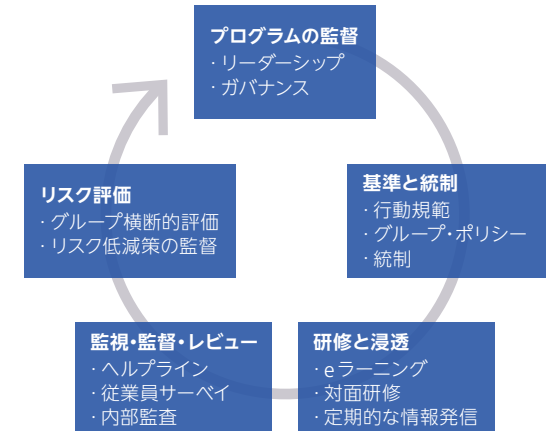 プログラムの監督
・リーダーシップ
・ガバナンス
基準と統制
・行動規範
・グループ・ポリシー
・統制
研修と浸透
・eラーニング
・対面研修
・定期的な情報発信
監視・監督・レビュー
・ヘルプライン
・従業員サーベイ
・内部監査
リスク評価
・グループ横断的評価
・リスク低減策の監督